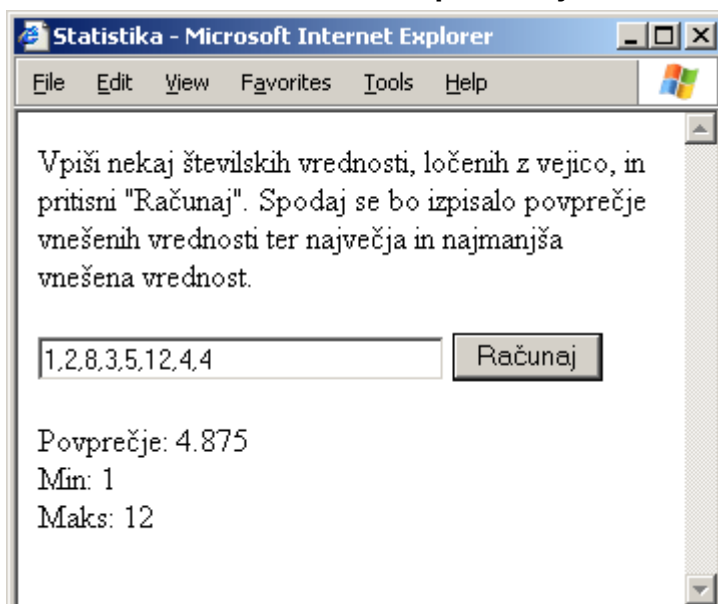 Statistika - Microsoft Internet Explorer
File Edit View Favorites Tools Help
Vpiši nekaj številskih vrednosti, ločenih z vejico, in
pritisni "Računaj". Spodaj se bo izpisalo povprečje
vnešenih vrednosti ter največja in najmanjša
vnešena vrednost.
1,2,8,3,5,12,4,4 Računaj
Povprečje: 4.875
Min: 1
Maks: 12